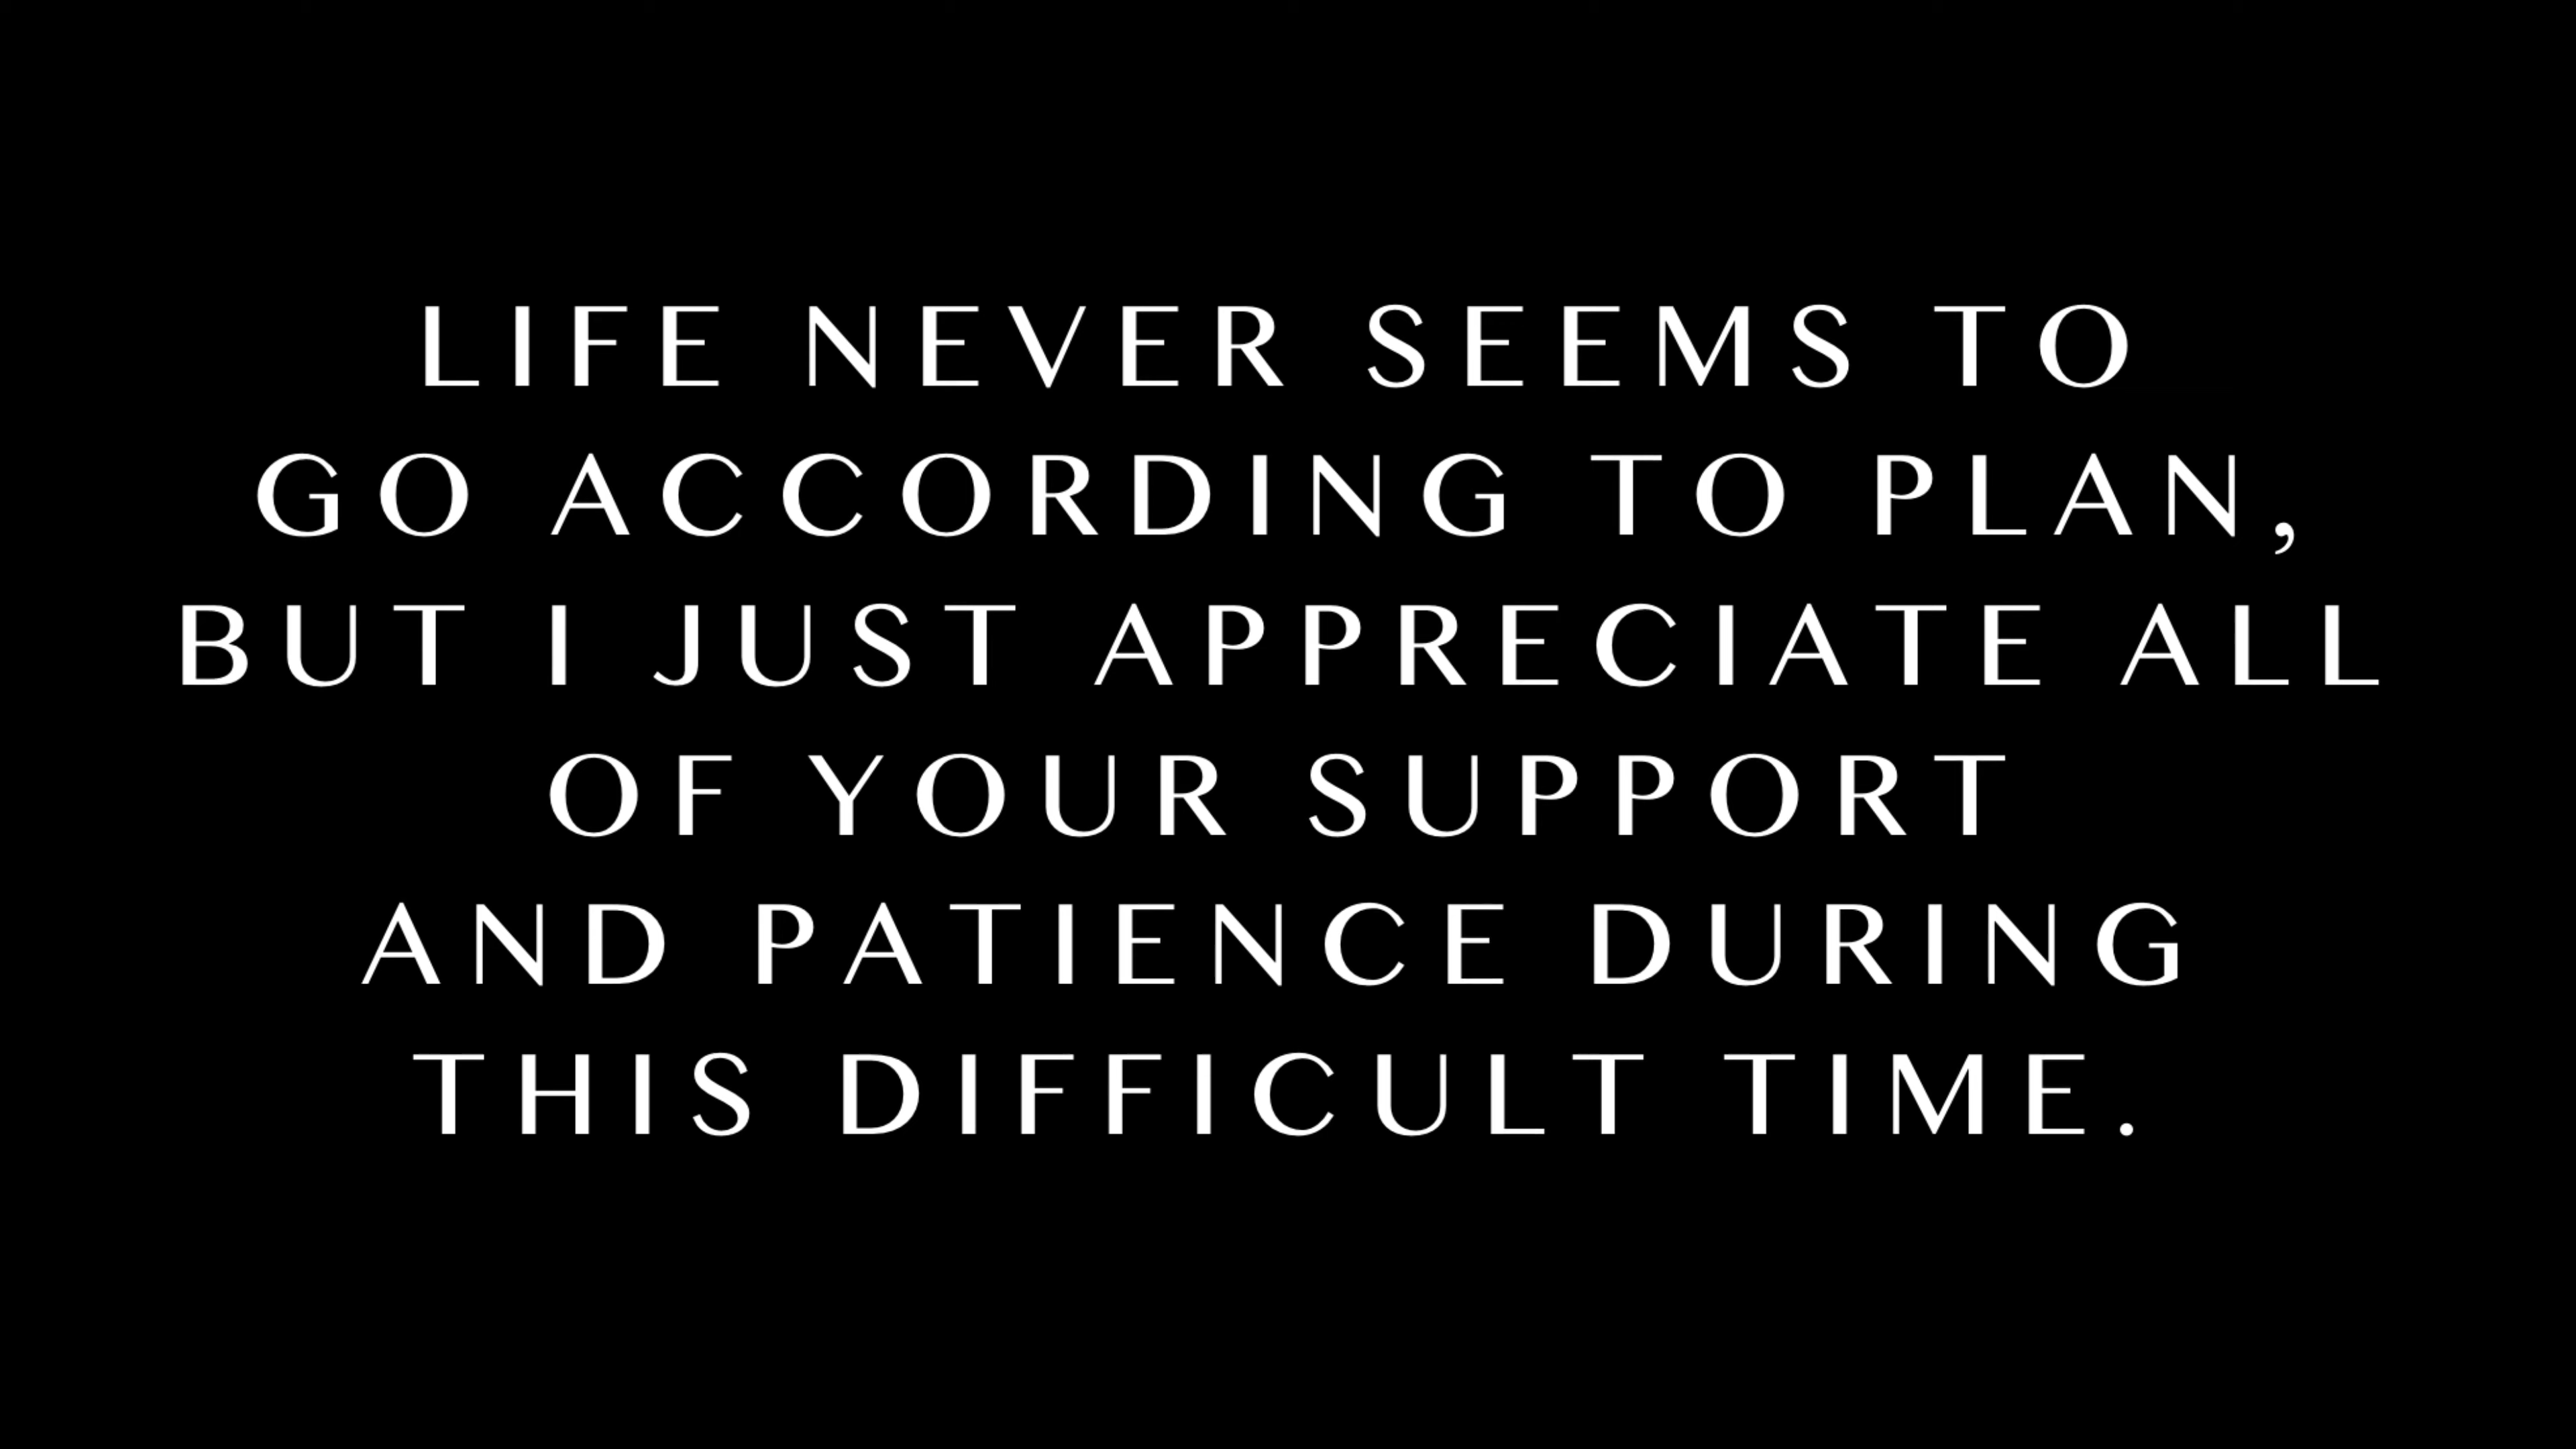 LIFE NEVER SEEMS TO
GO ACCORDING TO PLAN,
BUT I JUST APPRECIATE ALL
OF YOUR SUPPORT
AND PATIENCE DURING
THIS DIFFICULT TIME.